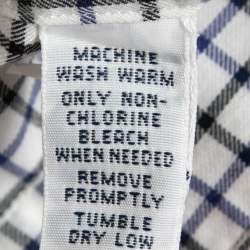 MACHINE
WASH WARM
ONLY NON-
CHLORINE
BLEACH
WHEN NEEDED
REMOVE
PROMPTLY
TUMBLE
DRY LOW